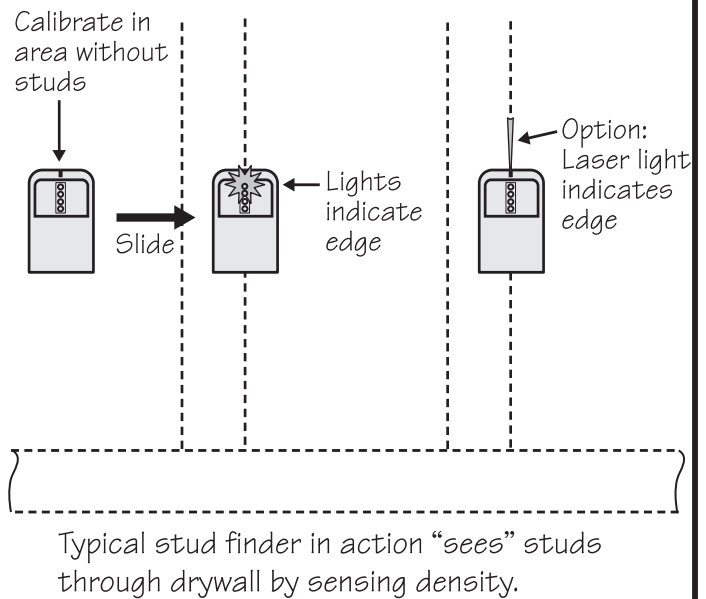 Calibrate in
area without
studs
Slide
Lights
indicate
edge
Option:
Laser light
indicates
edge
Typical stud finder in action “sees” studs
through drywall by sensing density.